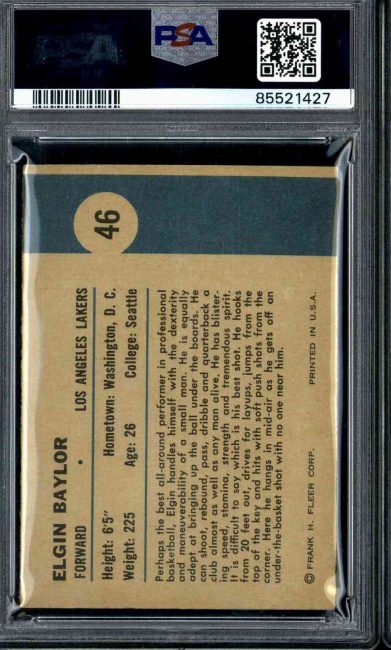 PSA
85521427
46
ELGIN BAYLOR
FORWARD • LOS ANGELES LAKERS
Height: 6'5" Hometown: Washington, D. C.
Weight: 225 Age: 26 College: Seattle
Perhaps the best all-around performer in professional
basketball, Elgin handles himself with the dexterity
and maneuverability of a small man. He is equally
adept at bringing up the ball under the boards. He
can shoot, rebound, pass, dribble and quarterback a
club almost as well as any man alive. He has blister-
ing speed, stamina, strength and tremendous spirit.
It is difficult to say which is his best shot. He hooks
from 20 feet out, drives for layups, jumps from the
top of the key and hits with soft push shots from the
corner. Here he hangs in mid-air as he gets off an
under-the-basket shot with no one near him.
© FRANK H. FLEER CORP. PRINTED IN U.S.A.